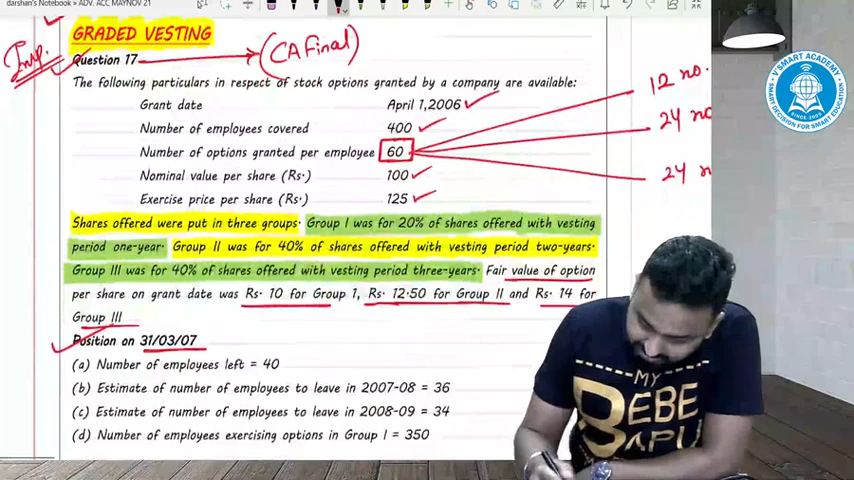 darshan's Notebook > ADV. ACC MAYNOV 21
GRADED VESTING
Imp.
Question 17
(CA Final)
The following particulars in respect of stock options granted by a company are available:
Grant date April 1,2006
Number of employees covered 400
Number of options granted per employee 60
Nominal value per share (Rs.) 100
Exercise price per share (Rs.) 125
12 no.
24 no
24 n
Shares offered were put in three groups. Group I was for 20% of shares offered with vesting
period one-year. Group II was for 40% of shares offered with vesting period two-years.
Group III was for 40% of shares offered with vesting period three-years. Fair value of option
per share on grant date was Rs. 10 for Group 1, Rs. 12.50 for Group II and Rs. 14 for
Group III
Position on 31/03/07
(a) Number of employees left = 40
(b) Estimate of number of employees to leave in 2007-08 = 36
(c) Estimate of number of employees to leave in 2008-09 = 34
(d) Number of employees exercising options in Group I = 350
V'SMART ACADEMY
SMART DECISION FOR SMART EDUCATION
MY
BEBE
BAPU